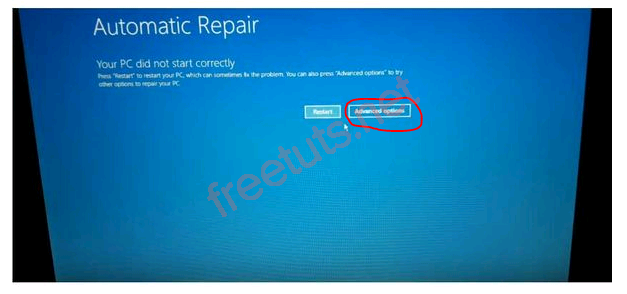 Automatic Repair
Your PC did not start correctly
Press "Restart" to restart your PC, which can sometimes fix the problem. You can also press "Advanced options" to try
other options to repair your PC.
Restart
Advanced options
freetuts.net